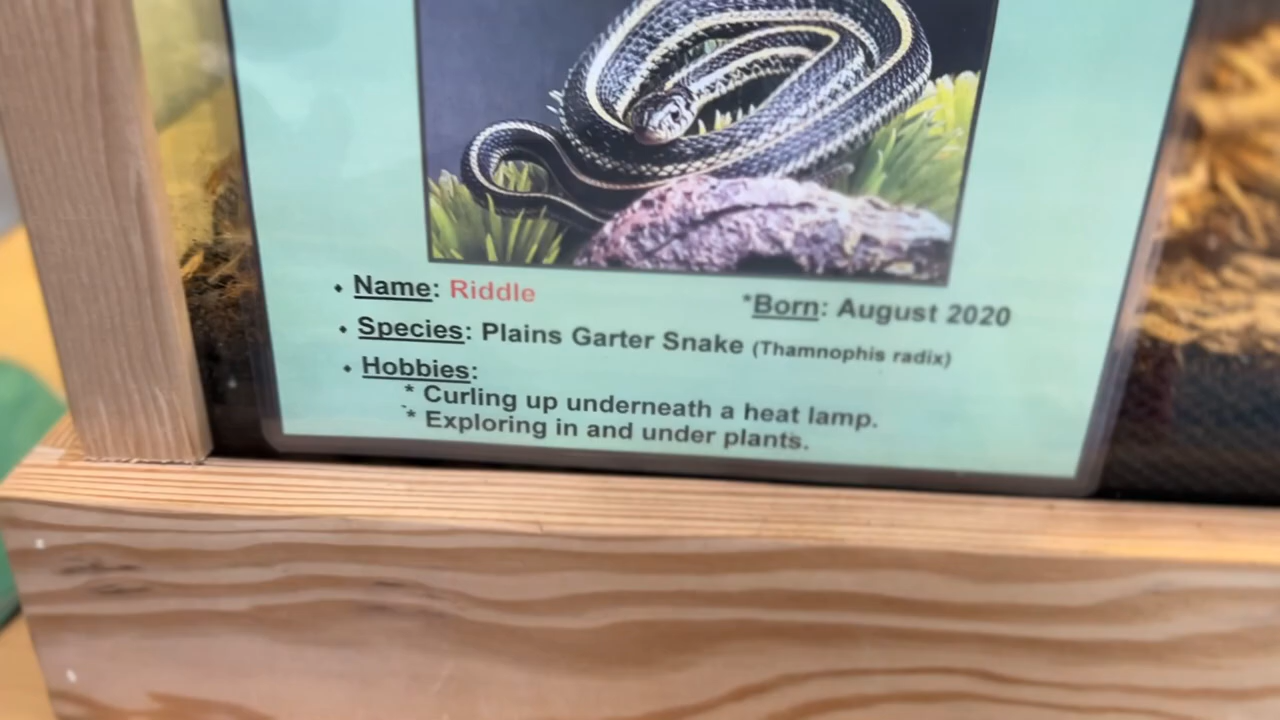 • Name: Riddle *Born: August 2020
• Species: Plains Garter Snake (Thamnophis radix)
• Hobbies:
* Curling up underneath a heat lamp.
* Exploring in and under plants.